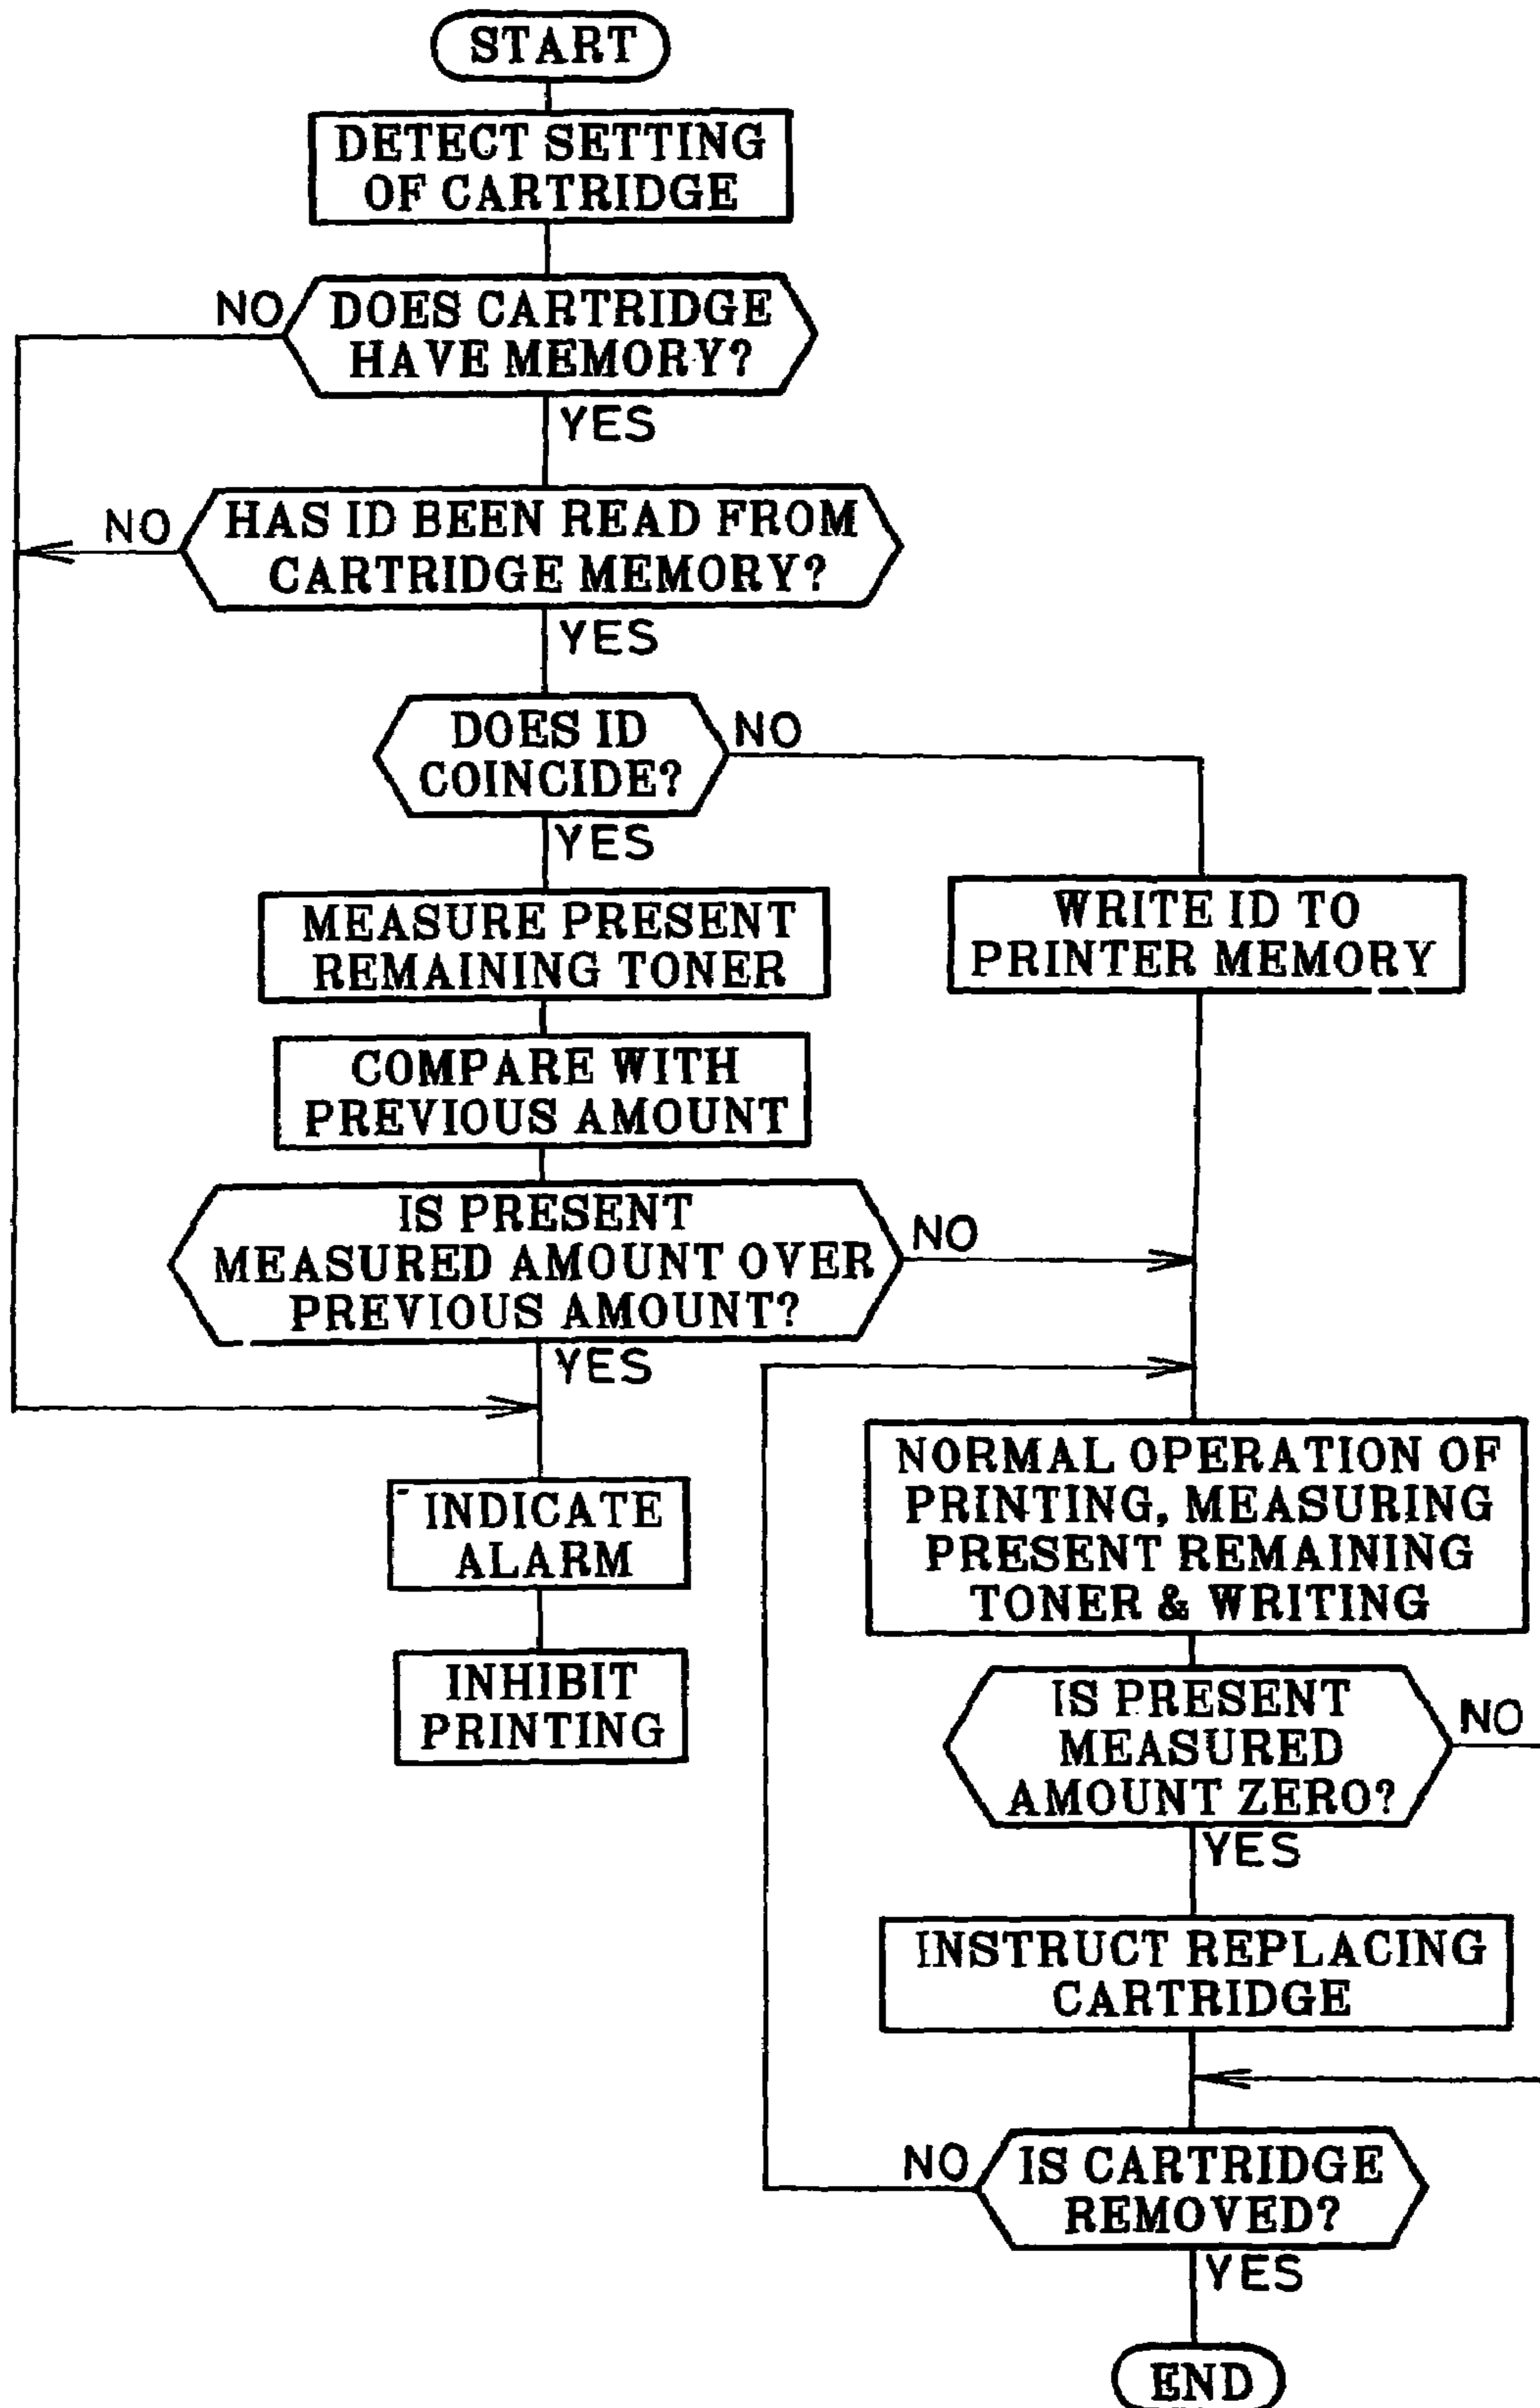 START
DETECT SETTING
OF CARTRIDGE
NO
DOES CARTRIDGE
HAVE MEMORY?
YES
NO
HAS ID BEEN READ FROM
CARTRIDGE MEMORY?
YES
DOES ID
COINCIDE?
NO
YES
MEASURE PRESENT
REMAINING TONER
WRITE ID TO
PRINTER MEMORY
COMPARE WITH
PREVIOUS AMOUNT
IS PRESENT
MEASURED AMOUNT OVER
PREVIOUS AMOUNT?
NO
YES
INDICATE
ALARM
INHIBIT
PRINTING
NORMAL OPERATION OF
PRINTING, MEASURING
PRESENT REMAINING
TONER & WRITING
IS PRESENT
MEASURED
AMOUNT ZERO?
NO
YES
INSTRUCT REPLACING
CARTRIDGE
NO
IS CARTRIDGE
REMOVED?
YES
END